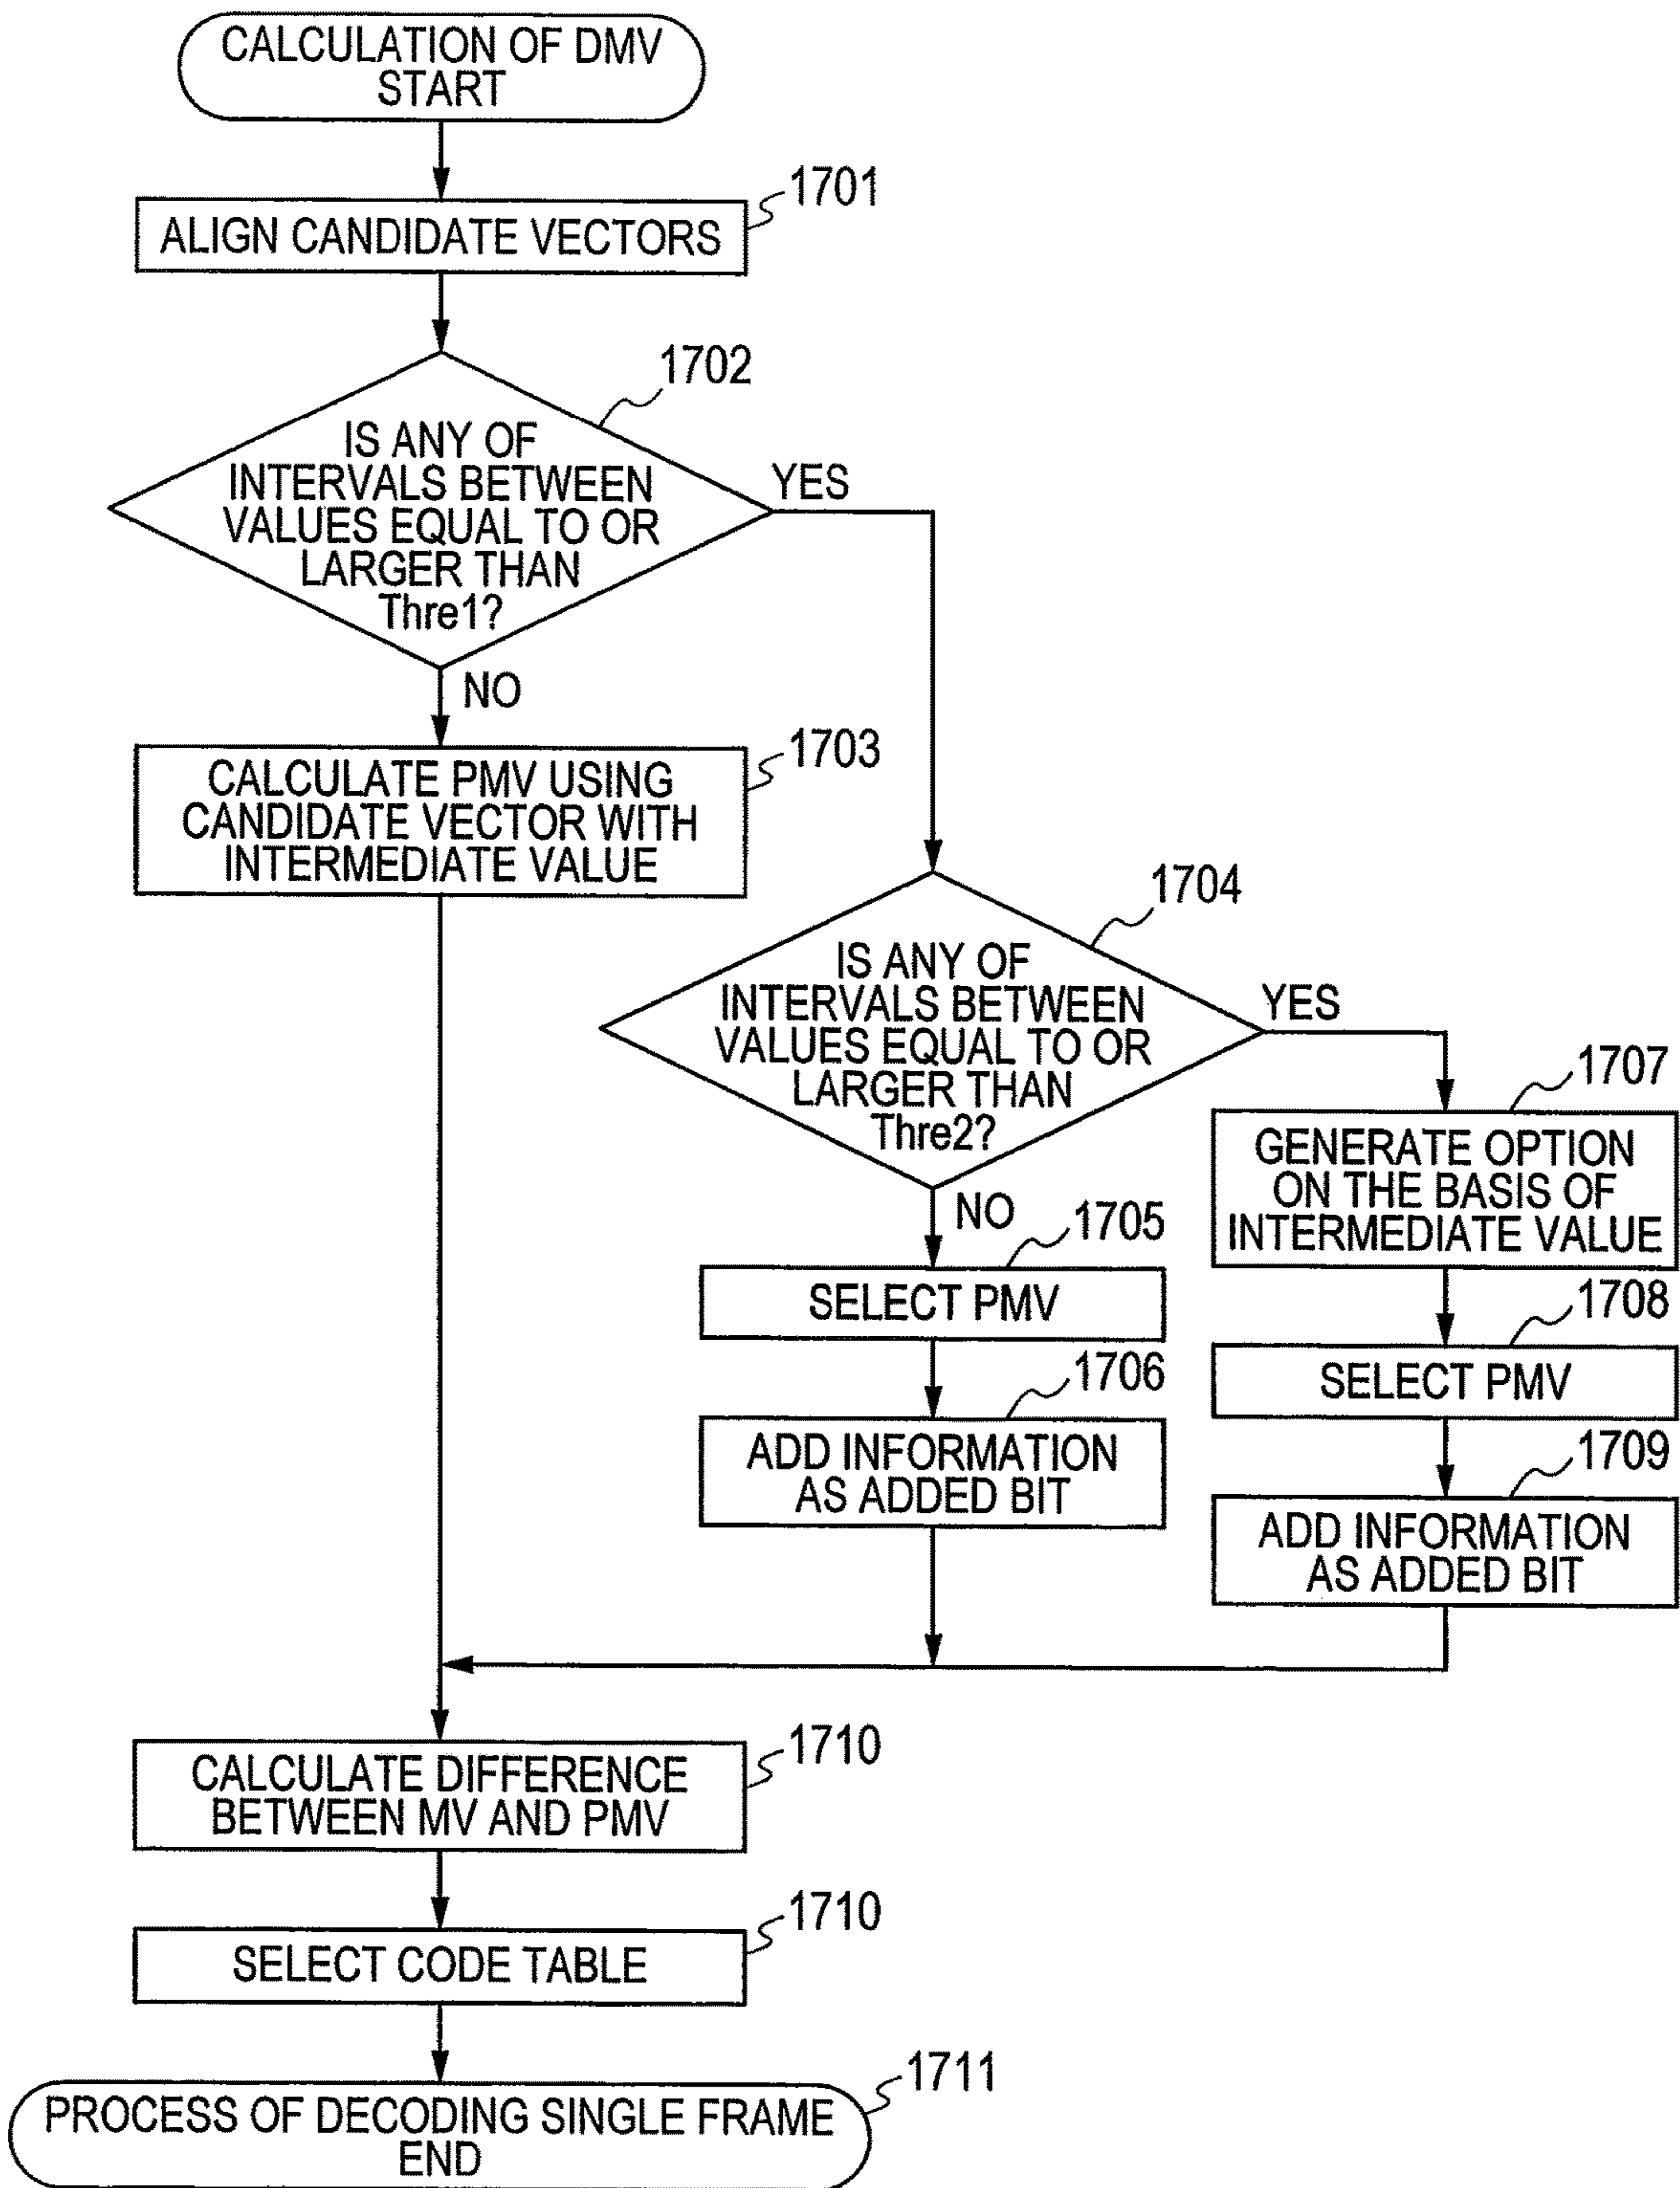 CALCULATION OF DMV
START
1701
ALIGN CANDIDATE VECTORS
1702
IS ANY OF
INTERVALS BETWEEN
VALUES EQUAL TO OR
LARGER THAN
Thre1?
YES
NO
1703
CALCULATE PMV USING
CANDIDATE VECTOR WITH
INTERMEDIATE VALUE
1704
IS ANY OF
INTERVALS BETWEEN
VALUES EQUAL TO OR
LARGER THAN
Thre2?
YES
NO
1705
SELECT PMV
1706
ADD INFORMATION
AS ADDED BIT
1707
GENERATE OPTION
ON THE BASIS OF
INTERMEDIATE VALUE
1708
SELECT PMV
1709
ADD INFORMATION
AS ADDED BIT
1710
CALCULATE DIFFERENCE
BETWEEN MV AND PMV
1710
SELECT CODE TABLE
1711
PROCESS OF DECODING SINGLE FRAME
END